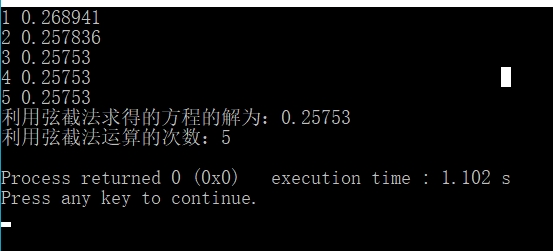 1 0.268941
2 0.257836
3 0.25753
4 0.25753
5 0.25753
利用弦截法求得的方程的解为：0.25753
利用弦截法运算的次数：5
Process returned 0 (0x0)   execution time : 1.102 s
Press any key to continue.